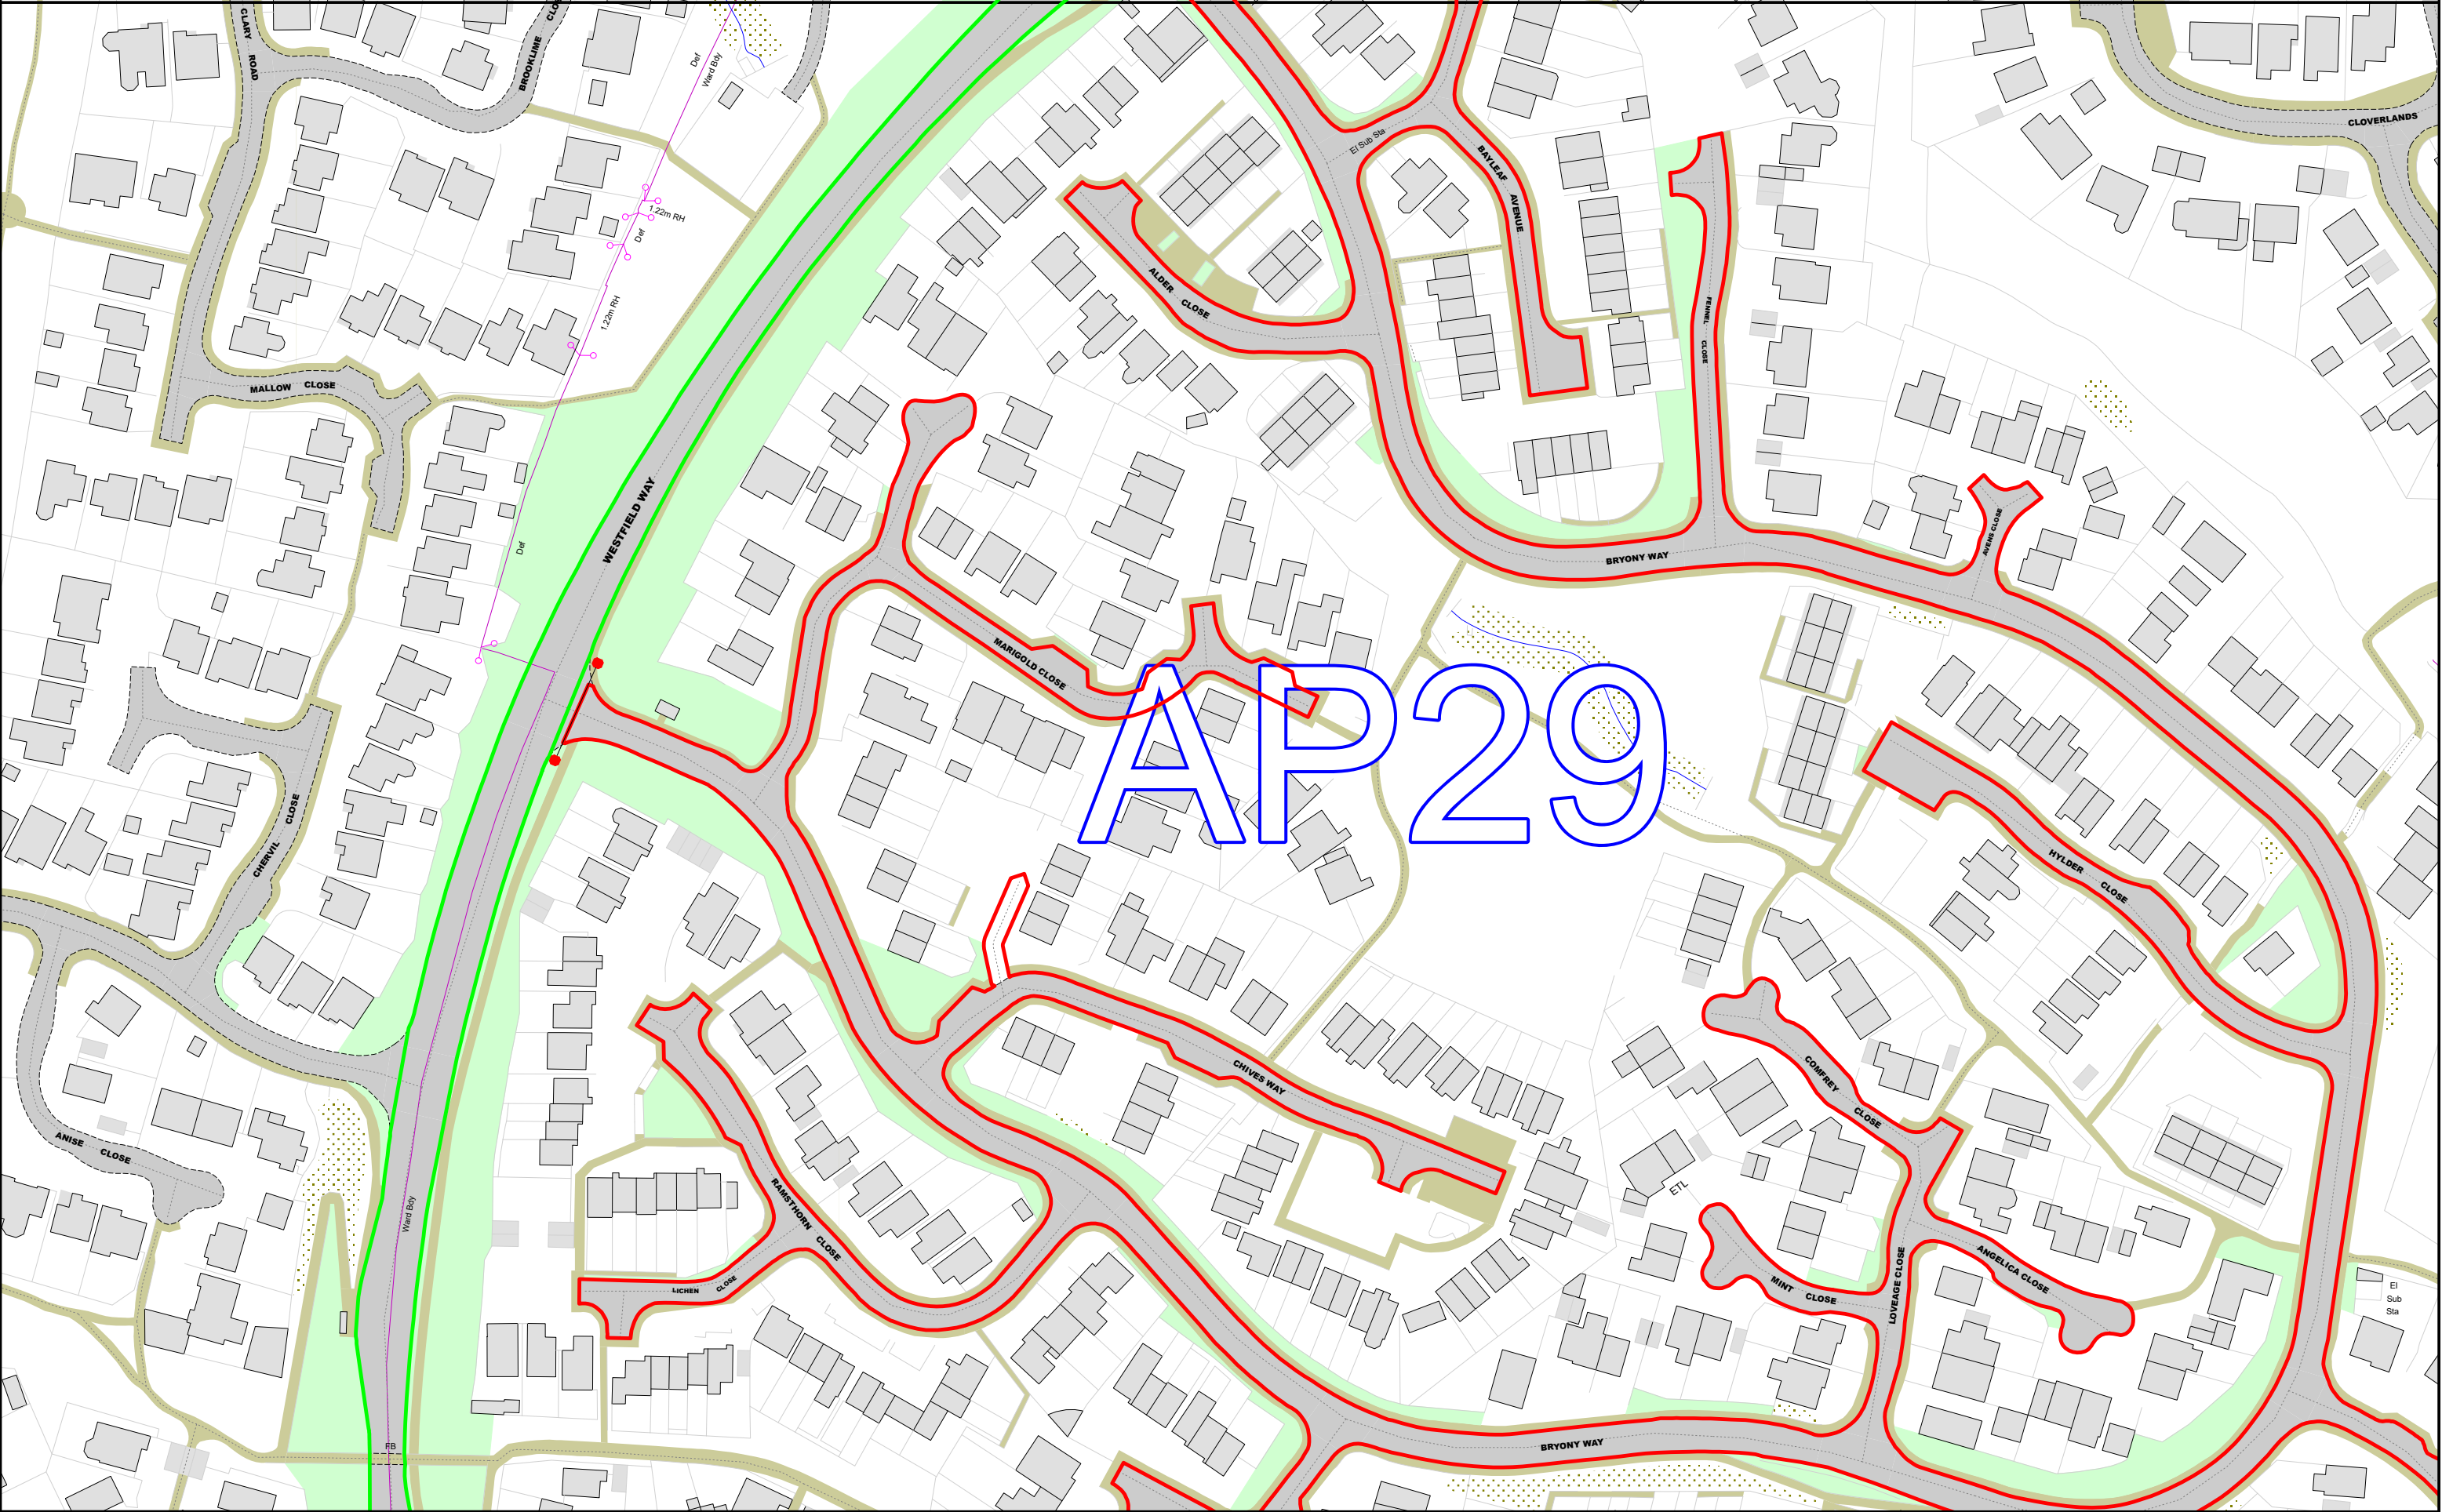 CLARY
ROAD
BROOKLIME
Def
Ward Bdy
CLOVERLANDS
El Sub Sta
BAYLEAF
AVENUE
1.22m RH
Def
ALDER
CLOSE
1.22m RH
FENNEL
CLOSE
MALLOW CLOSE
WESTFIELD WAY
Def
AVENS CLOSE
BRYONY WAY
MARIGOLD CLOSE
AP29
CHERVIL
CLOSE
HYLDER
CLOSE
CHIVES WAY
COMFREY
CLOSE
ANISE
CLOSE
ETL
Ward Bdy
RAMSTHORN
CLOSE
LICHEN CLOSE
MINT CLOSE
LOVEAGE CLOSE
ANGELICA CLOSE
El
Sub
Sta
FB
BRYONY WAY